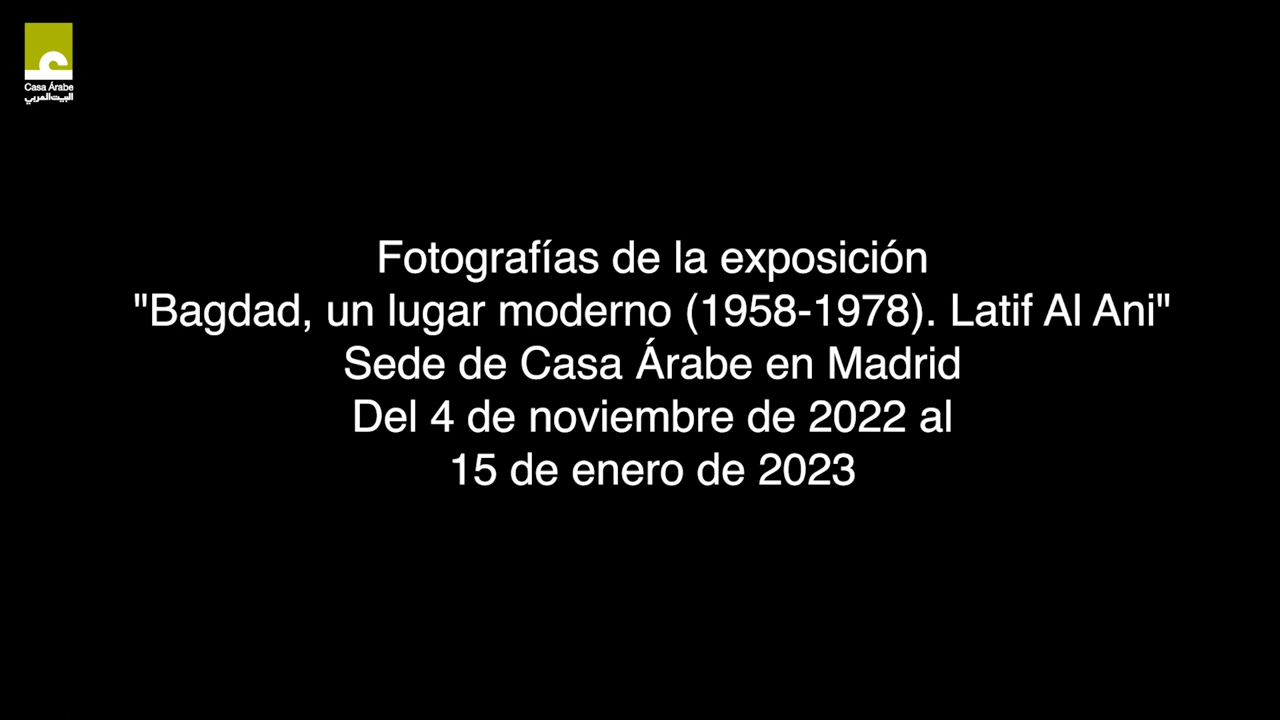 Casa Árabe
البيت العربي
Fotografías de la exposición
"Bagdad, un lugar moderno (1958-1978). Latif Al Ani"
Sede de Casa Árabe en Madrid
Del 4 de noviembre de 2022 al
15 de enero de 2023